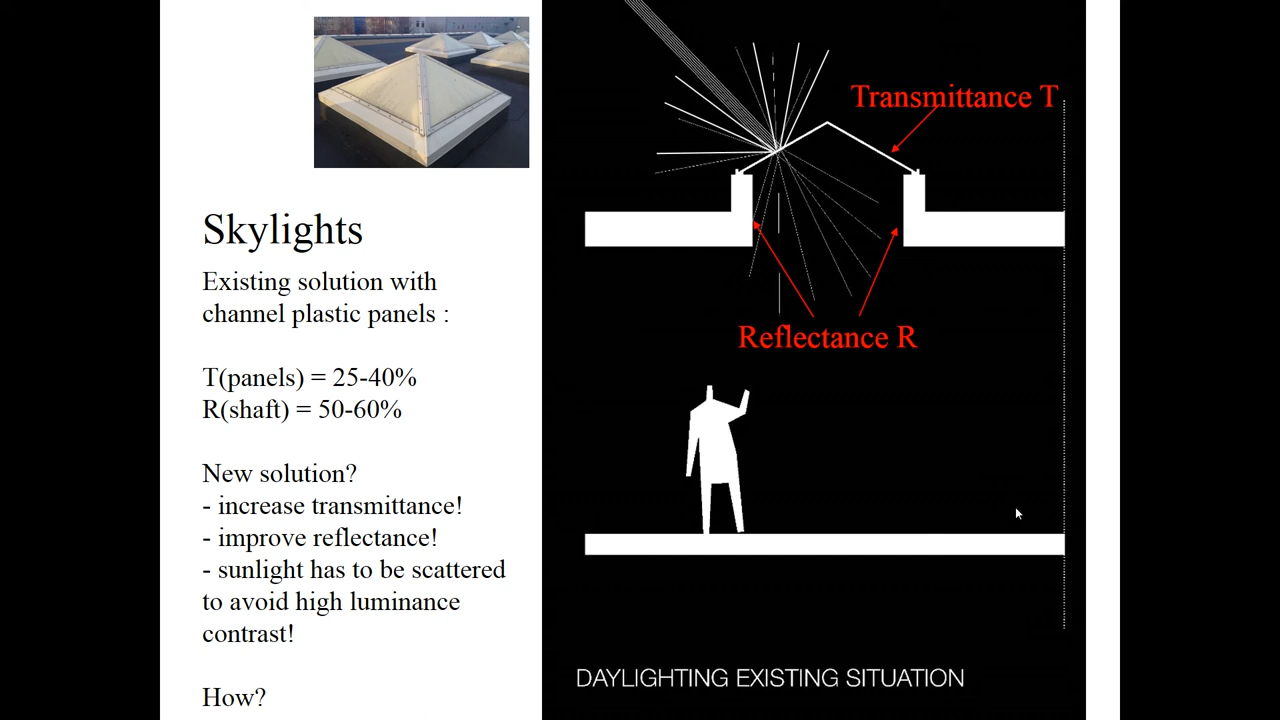 Skylights
Existing solution with
channel plastic panels :
T(panels) = 25-40%
R(shaft) = 50-60%
New solution?
- increase transmittance!
- improve reflectance!
- sunlight has to be scattered
to avoid high luminance
contrast!
How?
Transmittance T
Reflectance R
DAYLIGHTING EXISTING SITUATION